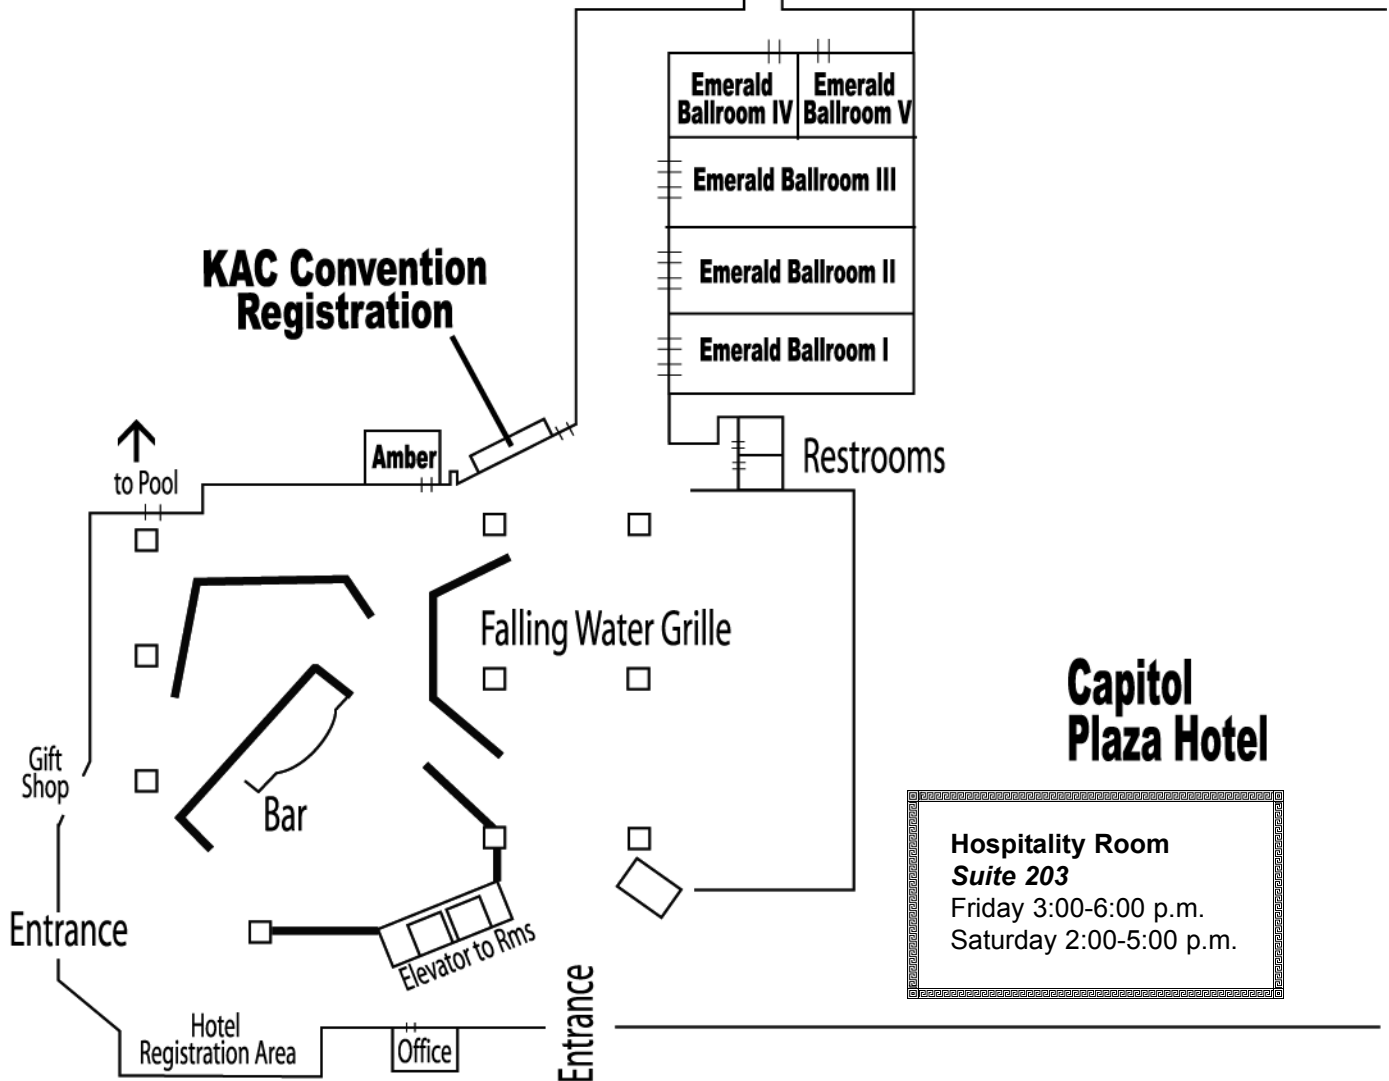 Emerald
Ballroom IV
Emerald
Ballroom V
Emerald Ballroom III
Emerald Ballroom II
Emerald Ballroom I
KAC Convention
Registration
Amber
to Pool
Restrooms
Falling Water Grille
Gift
Shop
Bar
Capitol
Plaza Hotel
Hospitality Room
Suite 203
Friday 3:00-6:00 p.m.
Saturday 2:00-5:00 p.m.
Entrance
Elevator to Rms
Entrance
Hotel
Registration Area
Office